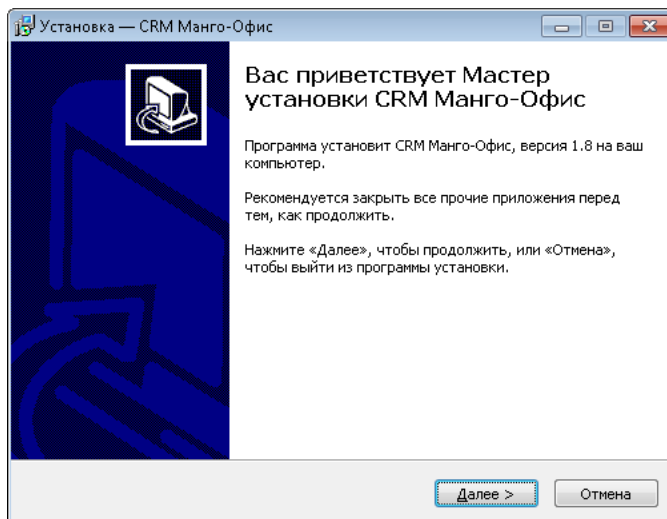 Установка — CRM Манго-Офис
Вас приветствует Мастер
установки CRM Манго-Офис
Программа установит CRM Манго-Офис, версия 1.8 на ваш
компьютер.
Рекомендуется закрыть все прочие приложения перед
тем, как продолжить.
Нажмите «Далее», чтобы продолжить, или «Отмена»,
чтобы выйти из программы установки.
Далее >
Отмена